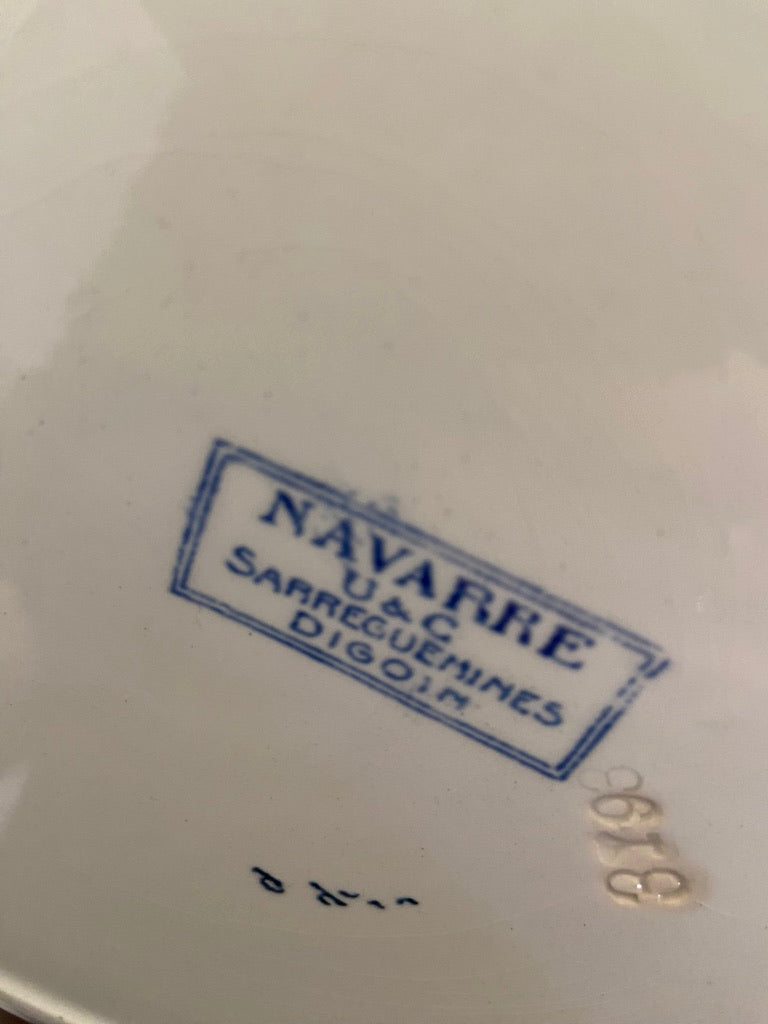 NAVARRE
U & C
SARREGUEMINES
DIGOIN